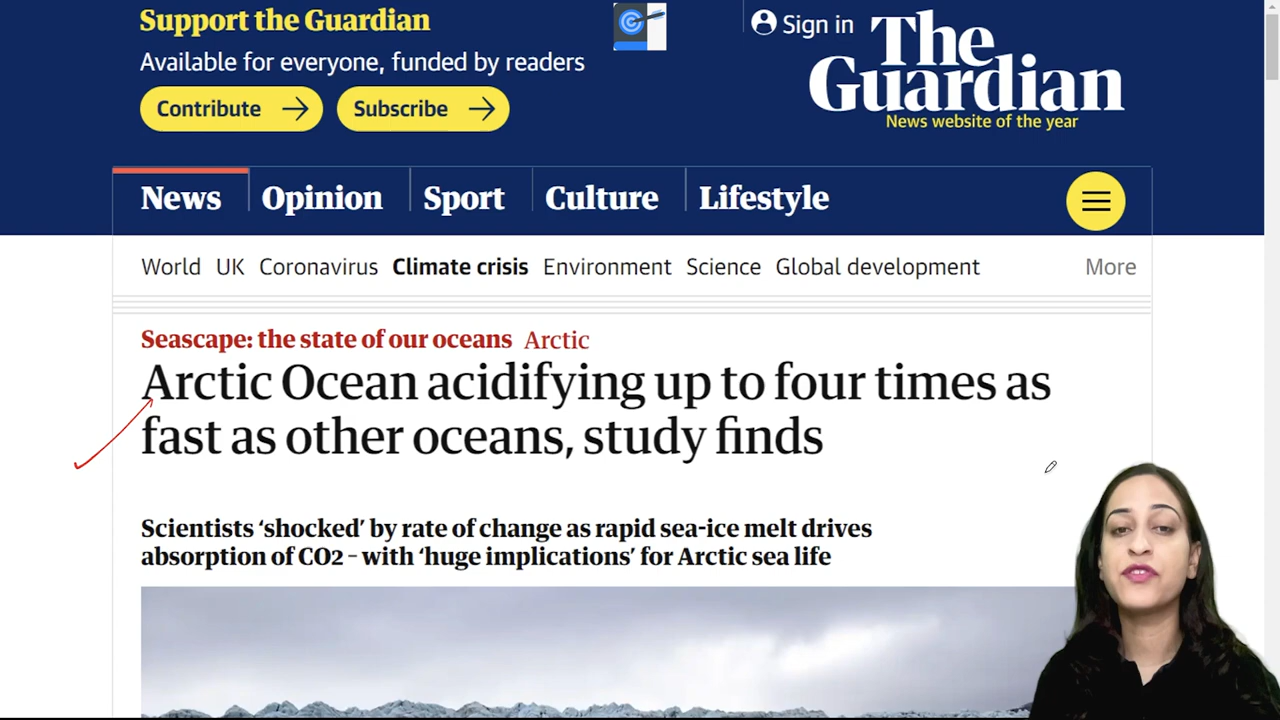 Support the Guardian
Available for everyone, funded by readers
Contribute
Subscribe
Sign in
The
Guardian
News website of the year
News
Opinion
Sport
Culture
Lifestyle
World UK Coronavirus Climate crisis Environment Science Global development More
Seascape: the state of our oceans Arctic
Arctic Ocean acidifying up to four times as
fast as other oceans, study finds
Scientists ‘shocked’ by rate of change as rapid sea-ice melt drives
absorption of CO2 – with ‘huge implications’ for Arctic sea life